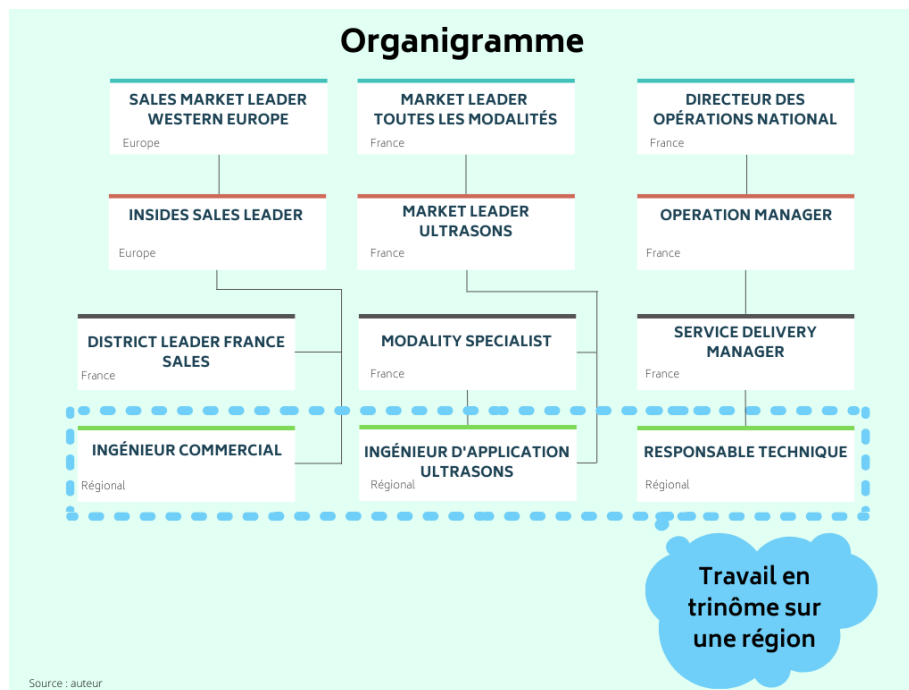 Organigramme
SALES MARKET LEADER
WESTERN EUROPE
Europe
MARKET LEADER
TOUTES LES MODALITÉS
France
DIRECTEUR DES
OPÉRATIONS NATIONAL
France
INSIDES SALES LEADER
Europe
MARKET LEADER
ULTRASONS
France
OPERATION MANAGER
France
DISTRICT LEADER FRANCE
SALES
France
MODALITY SPECIALIST
France
SERVICE DELIVERY
MANAGER
France
INGÉNIEUR COMMERCIAL
Régional
INGÉNIEUR D'APPLICATION
ULTRASONS
Régional
RESPONSABLE TECHNIQUE
Régional
Travail en
trinôme sur
une région
Source : auteur